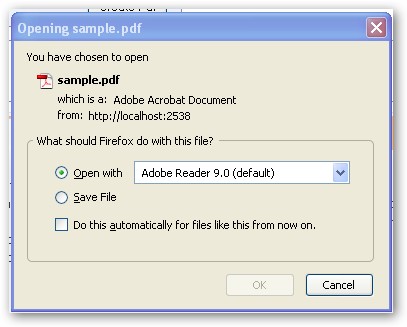 Create Pdf
Opening sample.pdf
You have chosen to open
sample.pdf
which is a: Adobe Acrobat Document
from: http://localhost:2538
What should Firefox do with this file?
Open with Adobe Reader 9.0 (default)
Save File
Do this automatically for files like this from now on.
OK Cancel